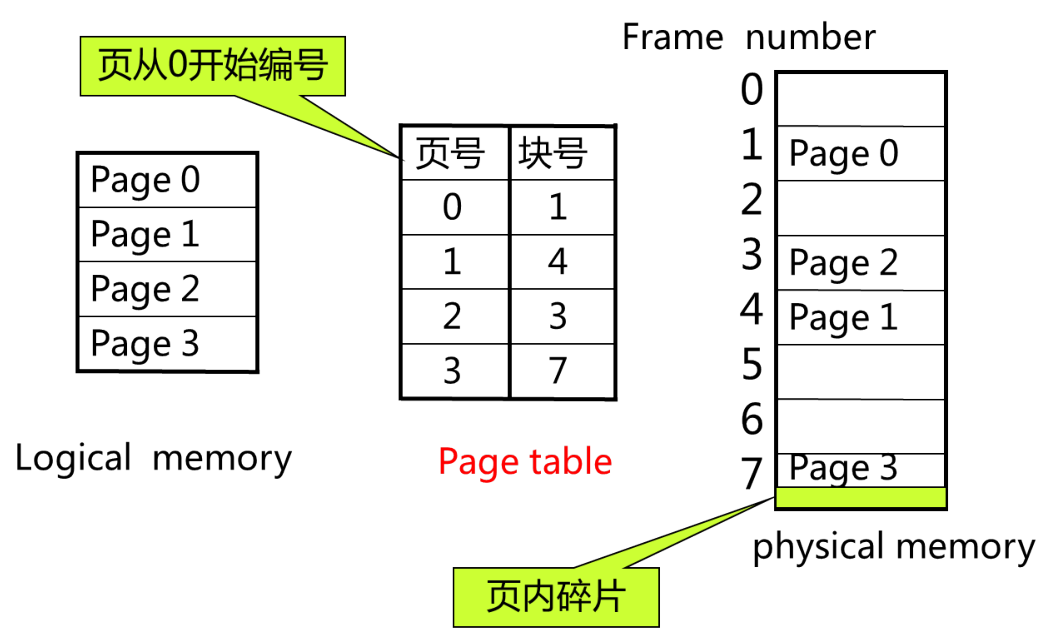 页从0开始编号
Page 0
Page 1
Page 2
Page 3
Logical memory
页号 块号
0 1
1 4
2 3
3 7
Page table
Frame number
0
1 Page 0
2
3 Page 2
4 Page 1
5
6
7 Page 3
physical memory
页内碎片